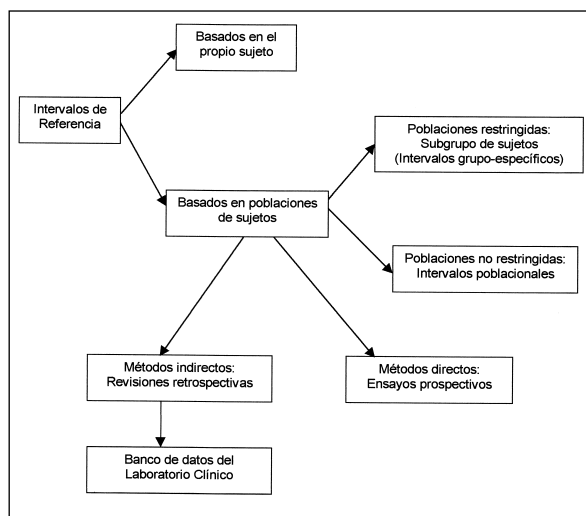 Basados en el
propio sujeto
Intervalos de
Referencia
Poblaciones restringidas:
Subgrupo de sujetos
(Intervalos grupo-específicos)
Basados en poblaciones
de sujetos
Poblaciones no restringidas:
Intervalos poblacionales
Métodos indirectos:
Revisiones retrospectivas
Métodos directos:
Ensayos prospectivos
Banco de datos del
Laboratorio Clínico